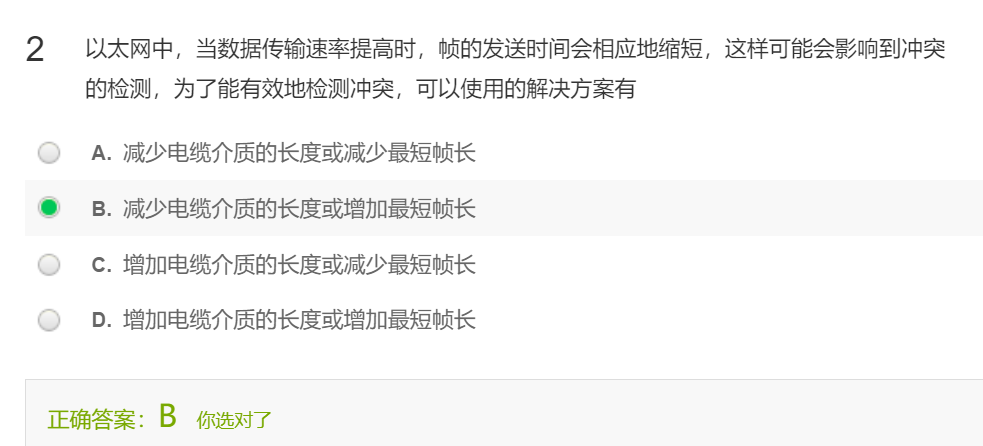 2 以太网中，当数据传输速率提高时，帧的发送时间会相应地缩短，这样可能会影响到冲突
的检测，为了能有效地检测冲突，可以使用的解决方案有
A. 减少电缆介质的长度或减少最短帧长
B. 减少电缆介质的长度或增加最短帧长
C. 增加电缆介质的长度或减少最短帧长
D. 增加电缆介质的长度或增加最短帧长
正确答案：B 你选对了